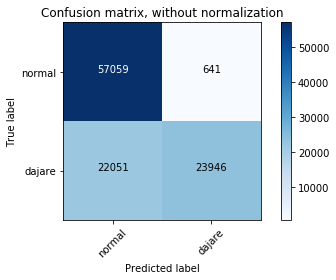 Confusion matrix, without normalization
True label
normal
57059
641
dajare
22051
23946
normal
dajare
Predicted label
50000
40000
30000
20000
10000